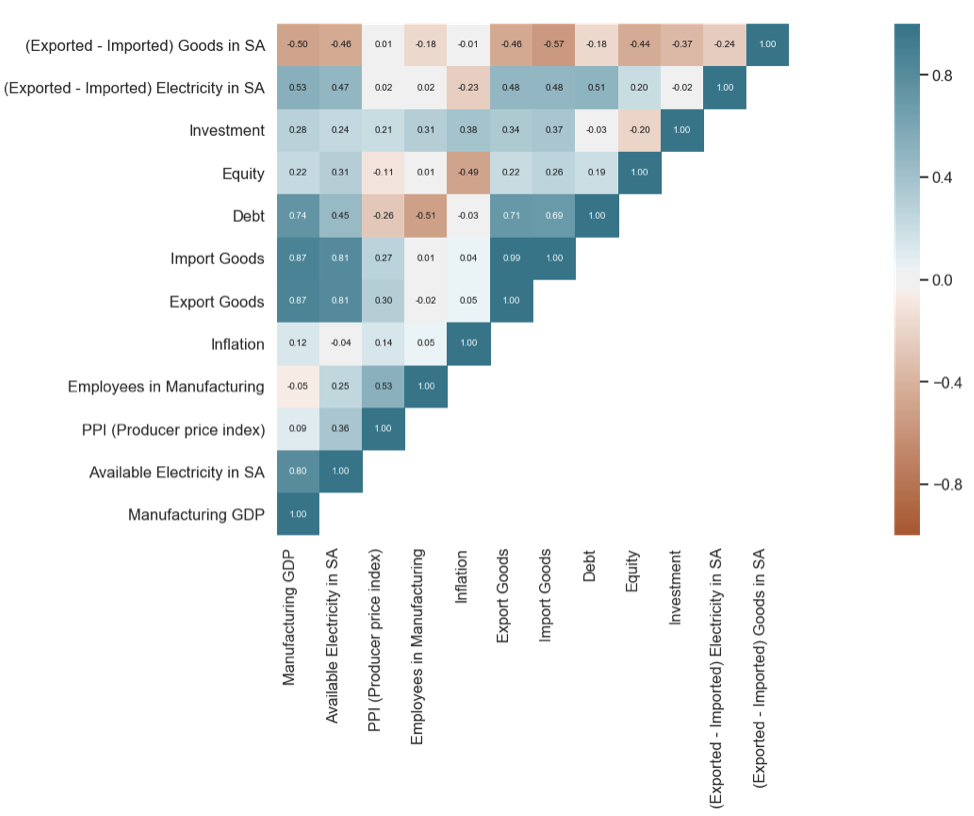 (Exported - Imported) Goods in SA -0.50 -0.46 0.01 -0.18 -0.01 -0.46 -0.57 -0.18 -0.44 -0.37 -0.24 1.00
(Exported - Imported) Electricity in SA 0.53 0.47 0.02 0.02 -0.23 0.48 0.48 0.51 0.20 -0.02 1.00
Investment 0.28 0.24 0.21 0.31 0.38 0.34 0.37 -0.03 -0.20 1.00
Equity 0.22 0.31 -0.11 0.01 -0.49 0.22 0.26 0.19 1.00
Debt 0.74 0.45 -0.26 -0.51 -0.03 0.71 0.69 1.00
Import Goods 0.87 0.81 0.27 0.01 0.04 0.99 1.00
Export Goods 0.87 0.81 0.30 -0.02 0.05 1.00
Inflation 0.12 -0.04 0.14 0.05 1.00
Employees in Manufacturing -0.05 0.25 0.53 1.00
PPI (Producer price index) 0.09 0.36 1.00
Available Electricity in SA 0.80 1.00
Manufacturing GDP 1.00
Manufacturing GDP
Available Electricity in SA
PPI (Producer price index)
Employees in Manufacturing
Inflation
Export Goods
Import Goods
Debt
Equity
Investment
(Exported - Imported) Electricity in SA
(Exported - Imported) Goods in SA
0.8
0.4
0.0
−0.4
−0.8